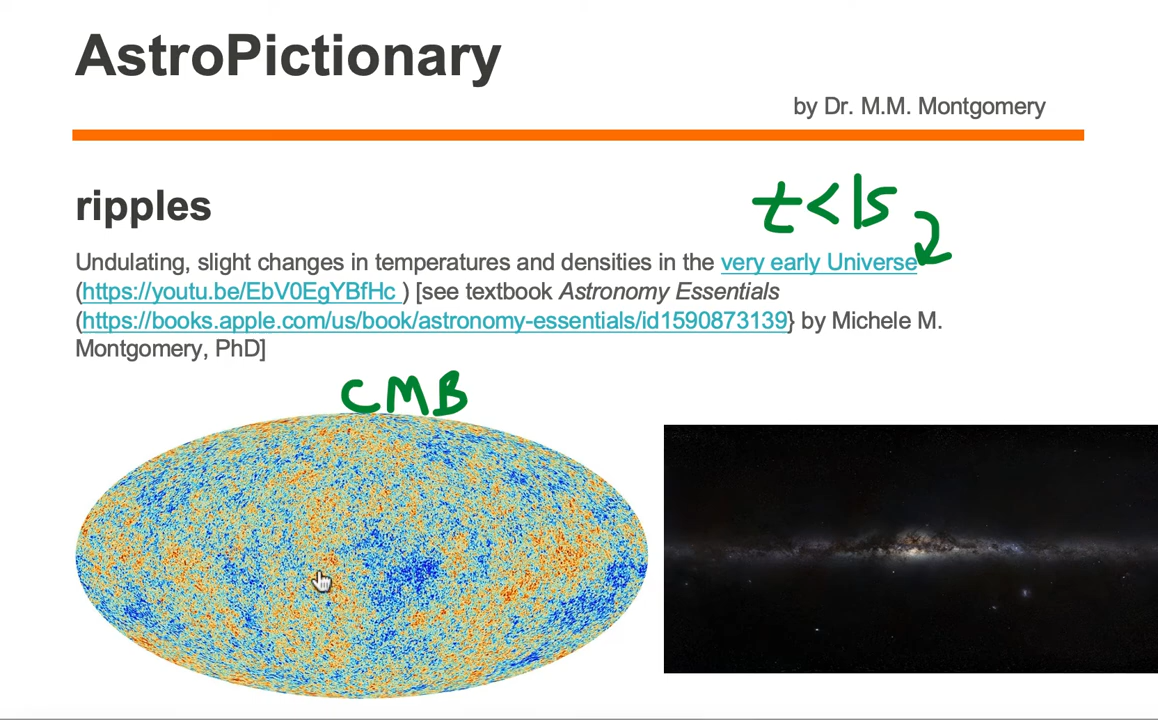 AstroPictionary
by Dr. M.M. Montgomery
ripples
t<1s
Undulating, slight changes in temperatures and densities in the very early Universe
(https://youtu.be/EbV0EgYBfHc ) [see textbook Astronomy Essentials
(https://books.apple.com/us/book/astronomy-essentials/id1590873139} by Michele M.
Montgomery, PhD]
CMB